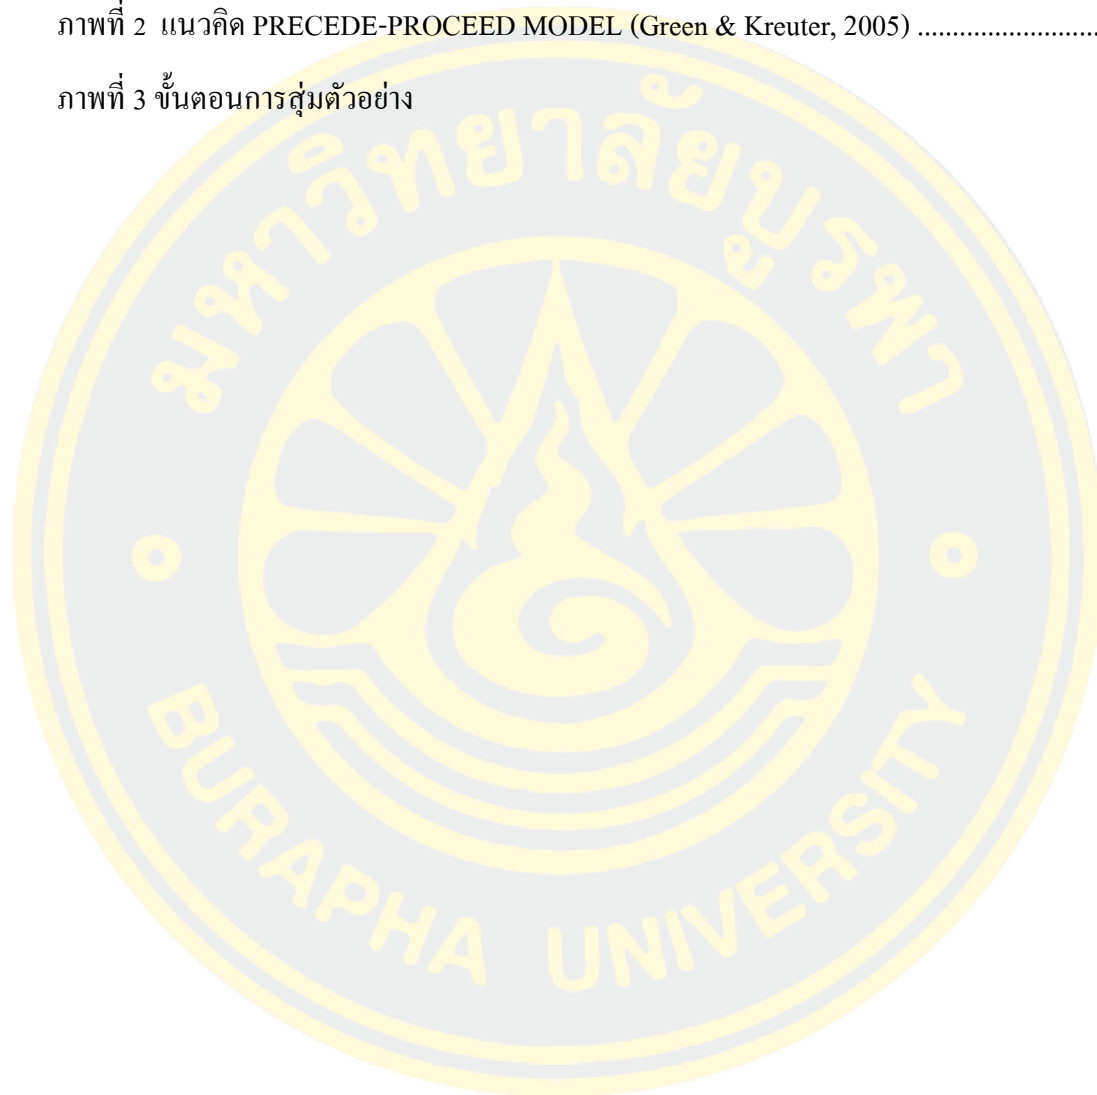 ภาพที่ 2 แนวคิด PRECEDE-PROCEED MODEL (Green & Kreuter, 2005) ..........................
ภาพที่ 3 ขั้นตอนการสุ่มตัวอย่าง
มหาวิทยาลัยบูรพา
BURAPHA UNIVERSITY